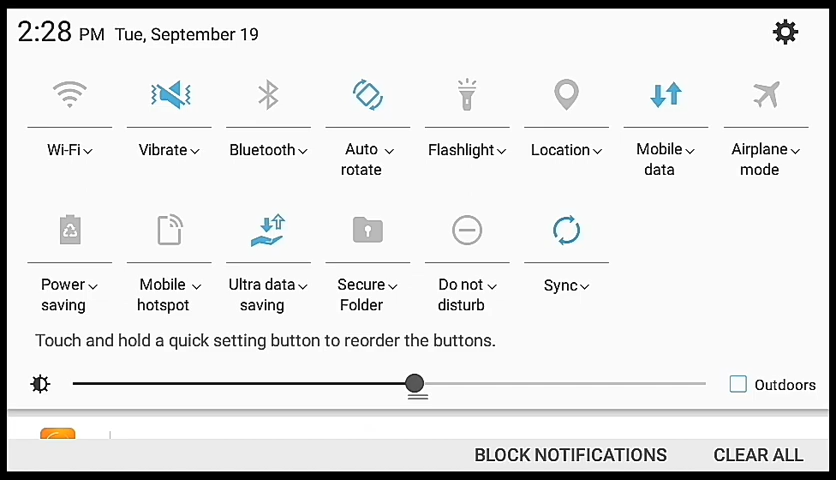 2:28 PM Tue, September 19
Wi-Fi Vibrate Bluetooth Auto rotate Flashlight Location Mobile data Airplane mode
Power saving Mobile hotspot Ultra data saving Secure Folder Do not disturb Sync
Touch and hold a quick setting button to reorder the buttons.
Outdoors
BLOCK NOTIFICATIONS CLEAR ALL